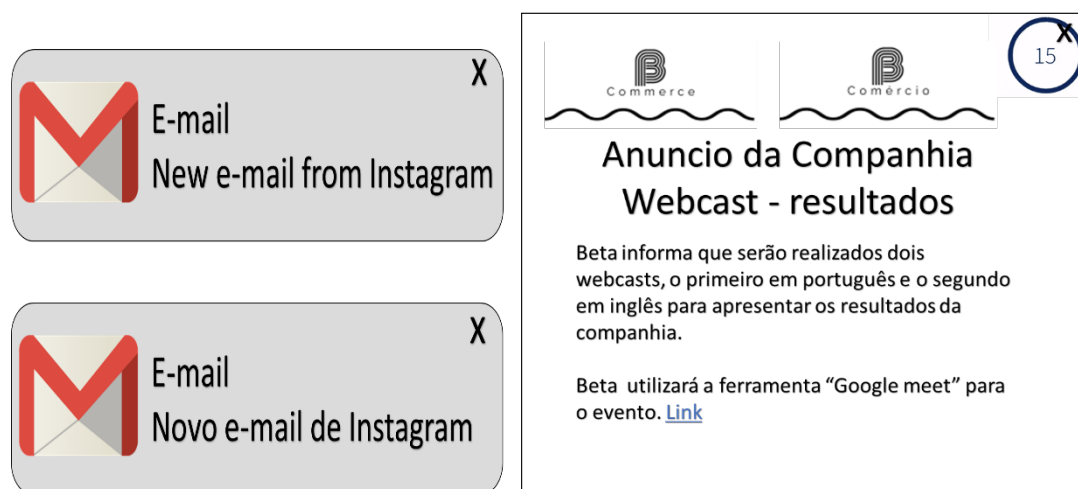 X
E-mail
New e-mail from Instagram
X
E-mail
Novo e-mail de Instagram
B
Commerce
B
Comércio
X
15
Anuncio da Companhia
Webcast - resultados
Beta informa que serão realizados dois
webcasts, o primeiro em português e o segundo
em inglês para apresentar os resultados da
companhia.
Beta utilizará a ferramenta “Google meet” para
o evento. Link